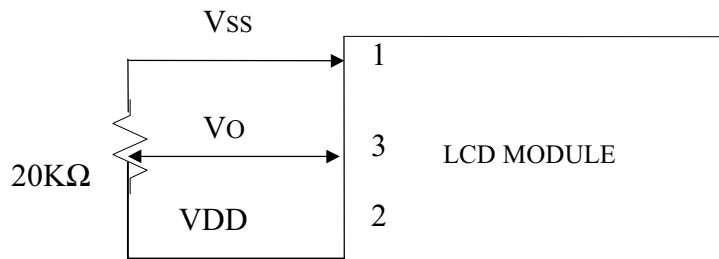 VSS
1
VO
3
LCD MODULE
20KΩ
VDD
2